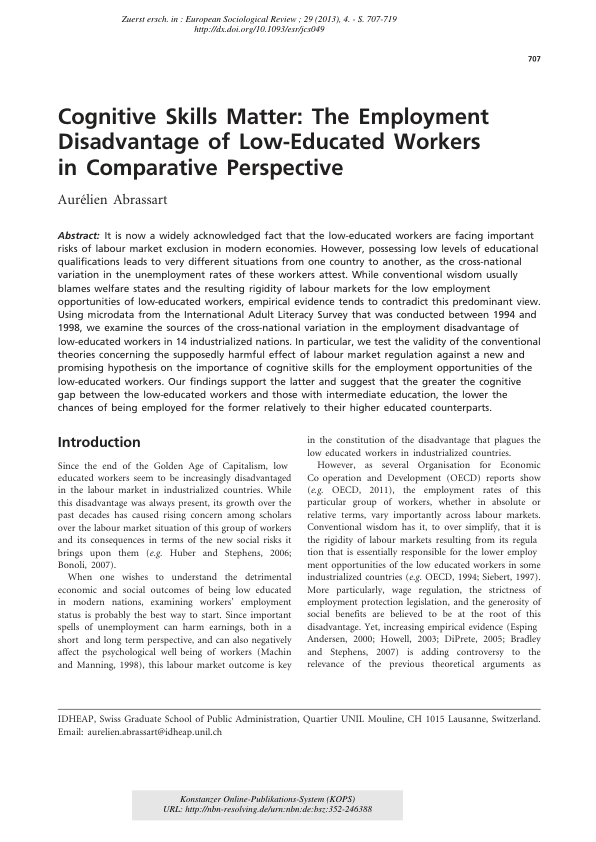 Zuerst ersch. in : European Sociological Review ; 29 (2013), 4. - S. 707-719
http://dx.doi.org/10.1093/esr/jcs049
707
Cognitive Skills Matter: The Employment
Disadvantage of Low-Educated Workers
in Comparative Perspective
Aurélien Abrassart
Abstract: It is now a widely acknowledged fact that the low-educated workers are facing important
risks of labour market exclusion in modern economies. However, possessing low levels of educational
qualifications leads to very different situations from one country to another, as the cross-national
variation in the unemployment rates of these workers attest. While conventional wisdom usually
blames welfare states and the resulting rigidity of labour markets for the low employment
opportunities of low-educated workers, empirical evidence tends to contradict this predominant view.
Using microdata from the International Adult Literacy Survey that was conducted between 1994 and
1998, we examine the sources of the cross-national variation in the employment disadvantage of
low-educated workers in 14 industrialized nations. In particular, we test the validity of the conventional
theories concerning the supposedly harmful effect of labour market regulation against a new and
promising hypothesis on the importance of cognitive skills for the employment opportunities of the
low-educated workers. Our findings support the latter and suggest that the greater the cognitive
gap between the low-educated workers and those with intermediate education, the lower the
chances of being employed for the former relatively to their higher educated counterparts.
Introduction
Since the end of the Golden Age of Capitalism, low
educated workers seem to be increasingly disadvantaged
in the labour market in industrialized countries. While
this disadvantage was always present, its growth over the
past decades has caused rising concern among scholars
over the labour market situation of this group of workers
and its consequences in terms of the new social risks it
brings upon them (e.g. Huber and Stephens, 2006;
Bonoli, 2007).
When one wishes to understand the detrimental
economic and social outcomes of being low educated
in modern nations, examining workers' employment
status is probably the best way to start. Since important
spells of unemployment can harm earnings, both in a
short and long term perspective, and can also negatively
affect the psychological well being of workers (Machin
and Manning, 1998), this labour market outcome is key
in the constitution of the disadvantage that plagues the
low educated workers in industrialized countries.
However, as several Organisation for Economic
Co operation and Development (OECD) reports show
(e.g. OECD, 2011), the employment rates of this
particular group of workers, whether in absolute or
relative terms, vary importantly across labour markets.
Conventional wisdom has it, to over simplify, that it is
the rigidity of labour markets resulting from its regula
tion that is essentially responsible for the lower employ
ment opportunities of the low educated workers in some
industrialized countries (e.g. OECD, 1994; Siebert, 1997).
More particularly, wage regulation, the strictness of
employment protection legislation, and the generosity of
social benefits are believed to be at the root of this
disadvantage. Yet, increasing empirical evidence (Esping
Andersen, 2000; Howell, 2003; DiPrete, 2005; Bradley
and Stephens, 2007) is adding controversy to the
relevance of the previous theoretical arguments as
IDHEAP, Swiss Graduate School of Public Administration, Quartier UNIL Mouline, CH 1015 Lausanne, Switzerland.
Email: aurelien.abrassart@idheap.unil.ch
Konstanzer Online-Publikations-System (KOPS)
URL: http://nbn-resolving.de/urn:nbn:de:bsz:352-246388